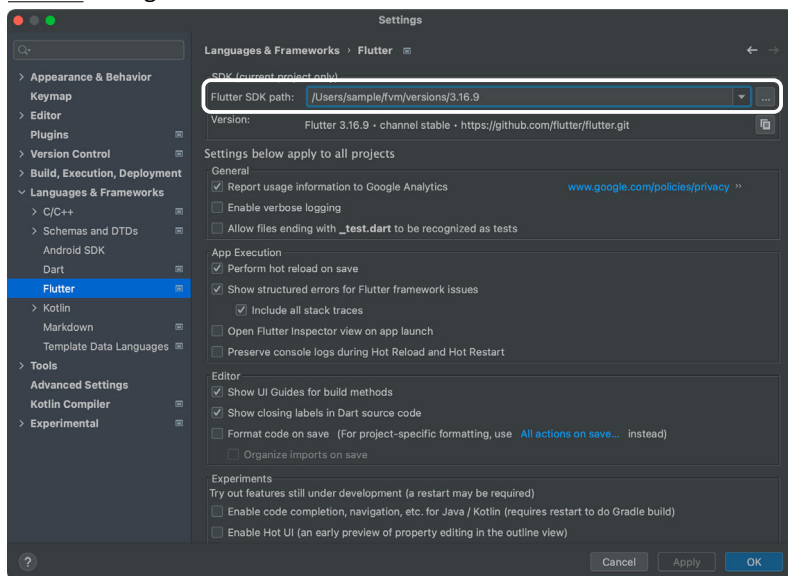 Settings
Languages & Frameworks › Flutter
SDK (current project only)
Flutter SDK path: /Users/sample/fvm/versions/3.16.9
Version: Flutter 3.16.9 • channel stable • https://github.com/flutter/flutter.git
Settings below apply to all projects
General
Report usage information to Google Analytics www.google.com/policies/privacy
Enable verbose logging
Allow files ending with _test.dart to be recognized as tests
App Execution
Perform hot reload on save
Show structured errors for Flutter framework issues
Include all stack traces
Open Flutter Inspector view on app launch
Preserve console logs during Hot Reload and Hot Restart
Editor
Show UI Guides for build methods
Show closing labels in Dart source code
Format code on save (For project-specific formatting, use All actions on save... instead)
Organize imports on save
Experiments
Try out features still under development (a restart may be required)
Enable code completion, navigation, etc. for Java / Kotlin (requires restart to do Gradle build)
Enable Hot UI (an early preview of property editing in the outline view)
Appearance & Behavior
Keymap
Editor
Plugins
Version Control
Build, Execution, Deployment
Languages & Frameworks
C/C++
Schemas and DTDs
Android SDK
Dart
Flutter
Kotlin
Markdown
Template Data Languages
Tools
Advanced Settings
Kotlin Compiler
Experimental
?
Cancel Apply OK